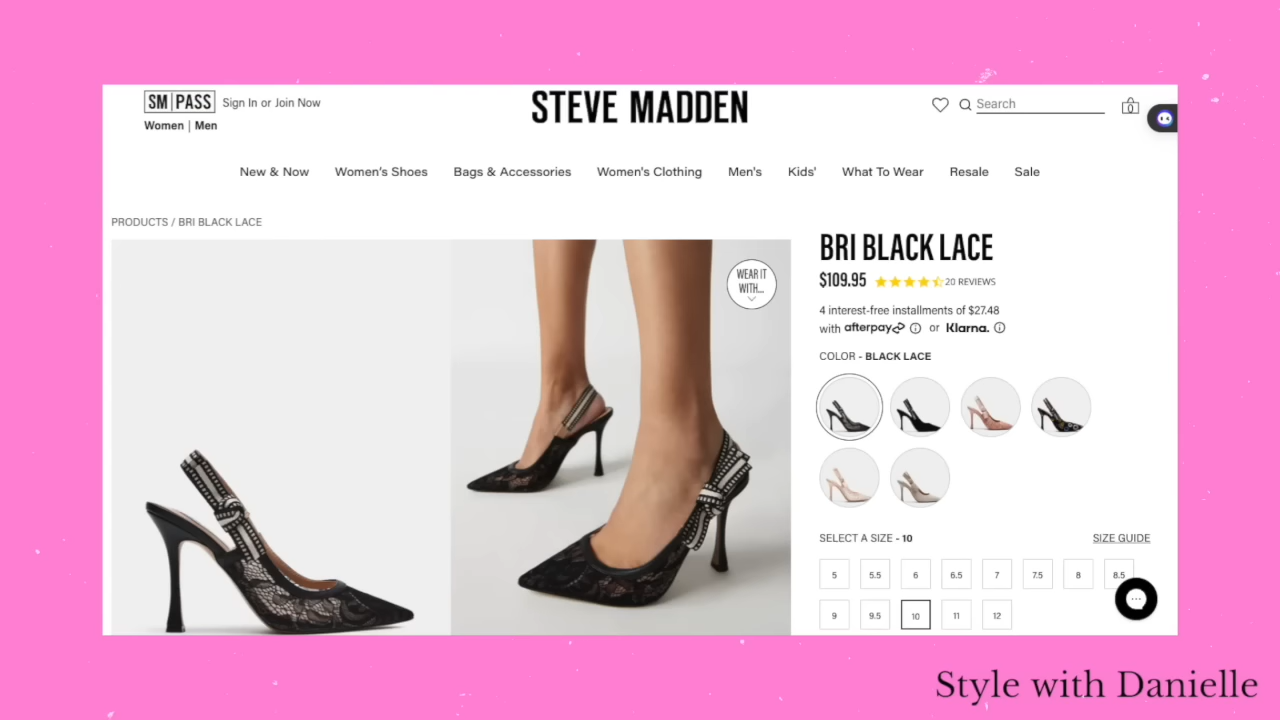 SM|PASS Sign In or Join Now
STEVE MADDEN
Search
0
Women | Men
New & Now Women's Shoes Bags & Accessories Women's Clothing Men's Kids' What To Wear Resale Sale
PRODUCTS / BRI BLACK LACE
WEAR IT
WITH...
BRI BLACK LACE
$109.95 20 REVIEWS
4 interest-free installments of $27.48
with afterpay or Klarna.
COLOR - BLACK LACE
SELECT A SIZE - 10 SIZE GUIDE
5 5.5 6 6.5 7 7.5 8 8.5
9 9.5 10 11 12
Style with Danielle